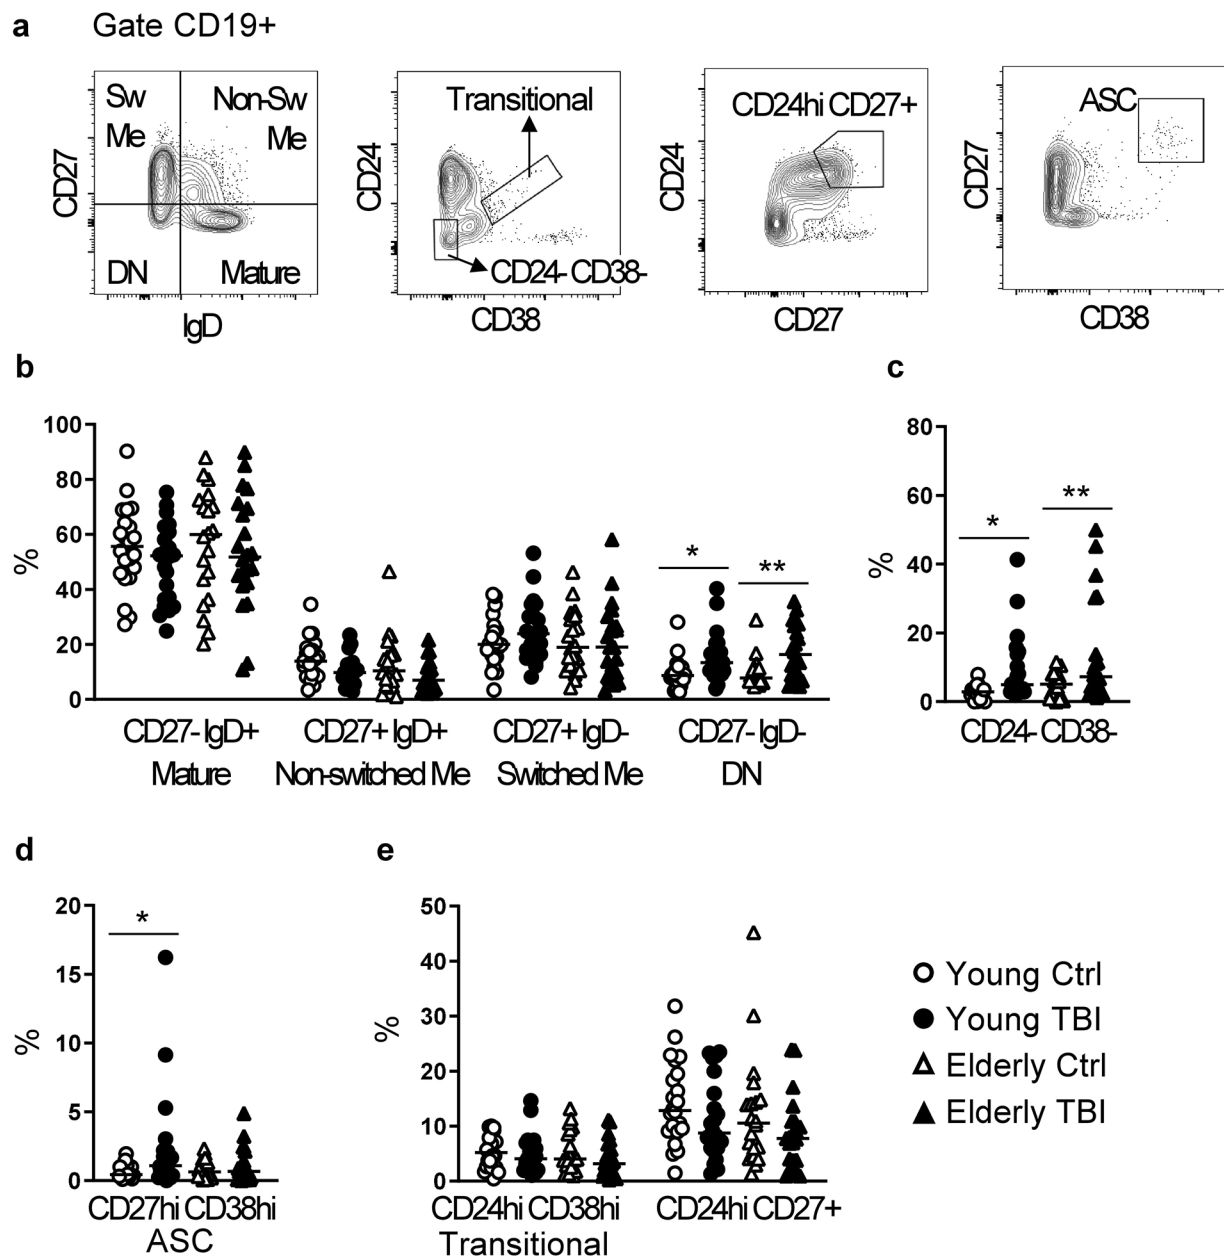 a Gate CD19+
Sw Me
Non-Sw Me
DN
Mature
CD27
IgD
Transitional
CD24- CD38-
CD24
CD38
CD24hi CD27+
CD24
CD27
ASC
CD27
CD38
b
100
80
60
40
20
0
%
* **
CD27- IgD+ CD27+ IgD+ CD27+ IgD- CD27- IgD-
Mature Non-switched Me Switched Me DN
c
80
60
40
20
0
%
* **
CD24- CD38-
d
20
15
10
5
0
%
*
CD27hi CD38hi
ASC
e
50
40
30
20
10
0
%
CD24hi CD38hi CD24hi CD27+
Transitional
Young Ctrl
Young TBI
Elderly Ctrl
Elderly TBI